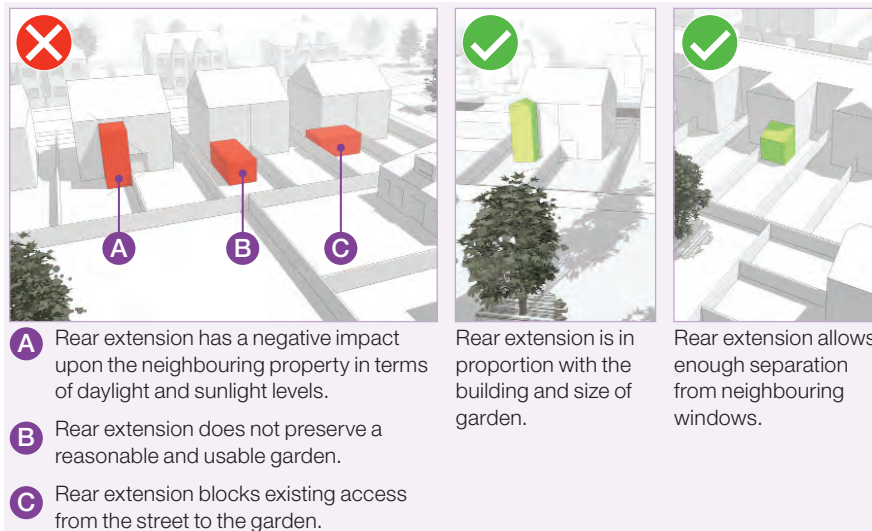 A
B
C
A Rear extension has a negative impact
upon the neighbouring property in terms
of daylight and sunlight levels.
B Rear extension does not preserve a
reasonable and usable garden.
C Rear extension blocks existing access
from the street to the garden.
Rear extension is in
proportion with the
building and size of
garden.
Rear extension allows
enough separation
from neighbouring
windows.